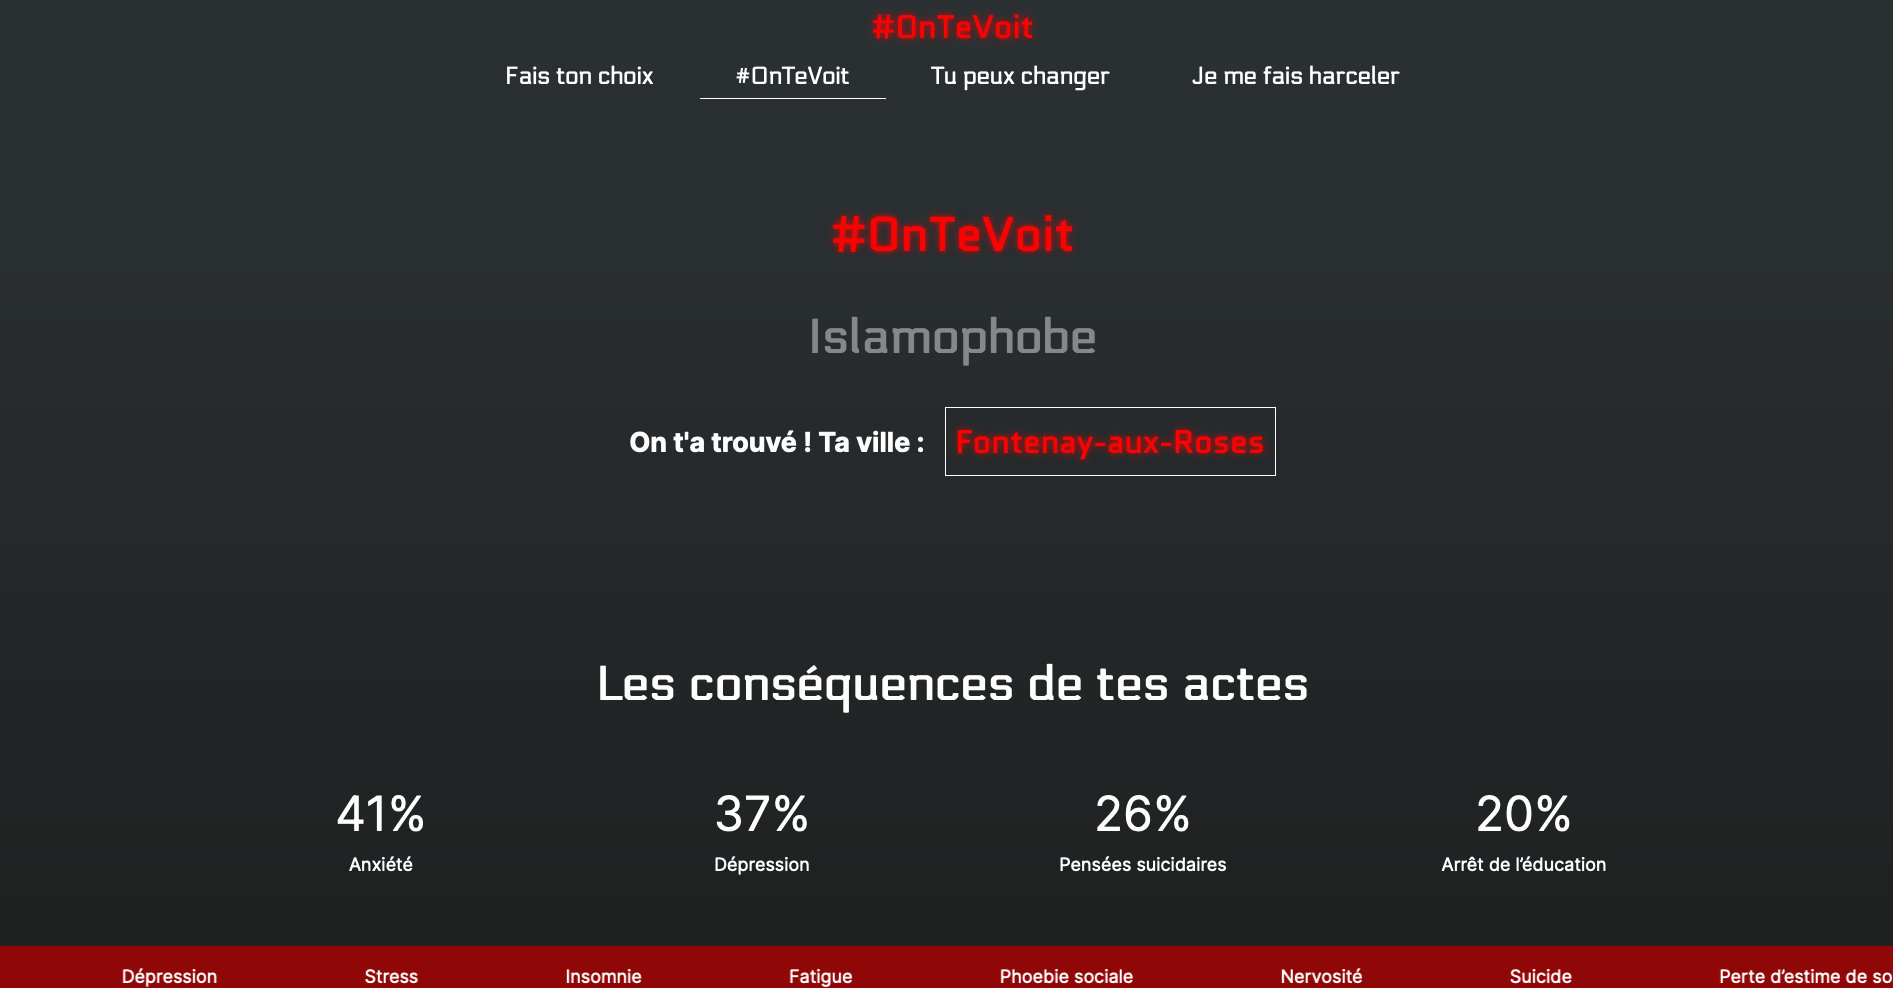 #OnTeVoit
Fais ton choix #OnTeVoit Tu peux changer Je me fais harceler
#OnTeVoit
Islamophobe
On t'a trouvé ! Ta ville : Fontenay-aux-Roses
Les conséquences de tes actes
41% 37% 26% 20%
Anxiété Dépression Pensées suicidaires Arrêt de l’éducation
Dépression Stress Insomnie Fatigue Phoebie sociale Nervosité Suicide Perte d’estime de so